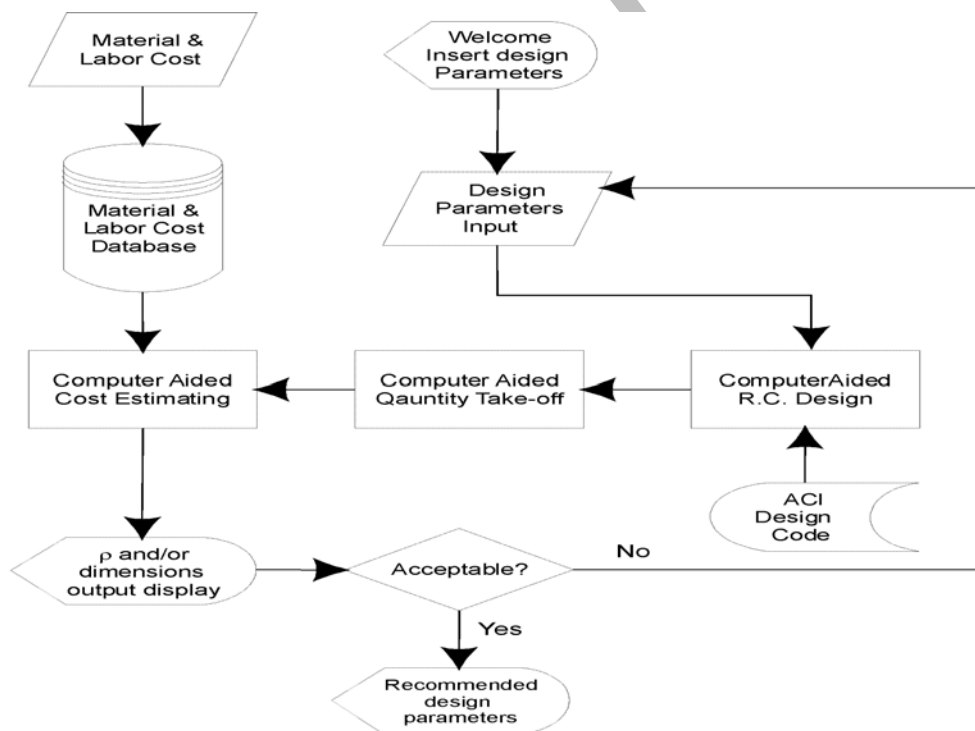 Material &
Labor Cost
Welcome
Insert design
Parameters
Material &
Labor Cost
Database
Design
Parameters
Input
Computer Aided
Cost Estimating
Computer Aided
Qauntity Take-off
ComputerAided
R.C. Design
ACI
Design
Code
ρ and/or
dimensions
output display
Acceptable?
No
Yes
Recommended
design
parameters